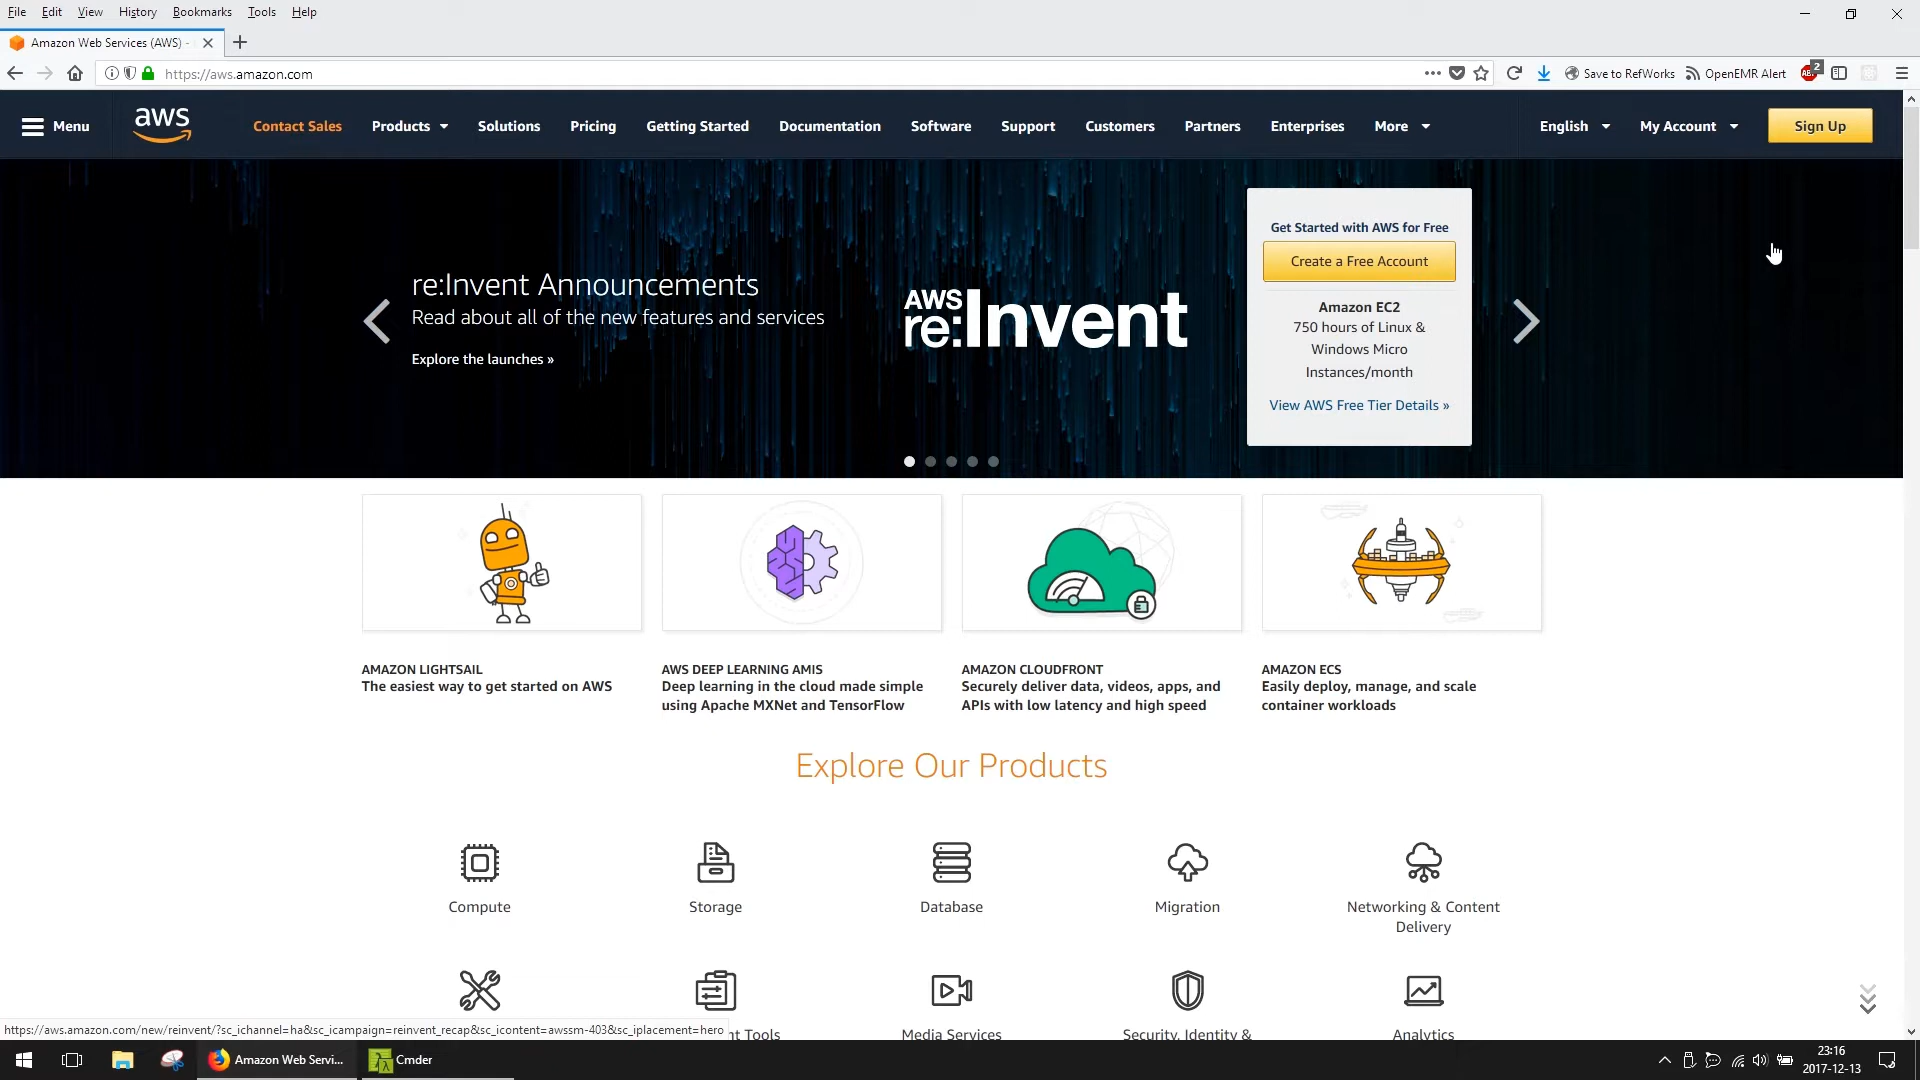 File Edit View History Bookmarks Tools Help
Amazon Web Services (AWS) -
https://aws.amazon.com
Save to RefWorks
OpenEMR Alert
ABP
2
Menu
aws
Contact Sales
Products
Solutions
Pricing
Getting Started
Documentation
Software
Support
Customers
Partners
Enterprises
More
English
My Account
Sign Up
re:Invent Announcements
Read about all of the new features and services
Explore the launches »
AWS
re:Invent
Get Started with AWS for Free
Create a Free Account
Amazon EC2
750 hours of Linux &
Windows Micro
Instances/month
View AWS Free Tier Details »
AMAZON LIGHTSAIL
The easiest way to get started on AWS
AWS DEEP LEARNING AMIS
Deep learning in the cloud made simple
using Apache MXNet and TensorFlow
AMAZON CLOUDFRONT
Securely deliver data, videos, apps, and
APIs with low latency and high speed
AMAZON ECS
Easily deploy, manage, and scale
container workloads
Explore Our Products
Compute
Storage
Database
Migration
Networking & Content
Delivery
https://aws.amazon.com/new/reinvent/?sc_ichannel=ha&sc_icampaign=reinvent_recap&sc_icontent=awssm-403&sc_iplacement=hero
nt Tools
Media Services
Security, Identity &
Analytics
Amazon Web Servi...
Cmder
23:16
2017-12-13